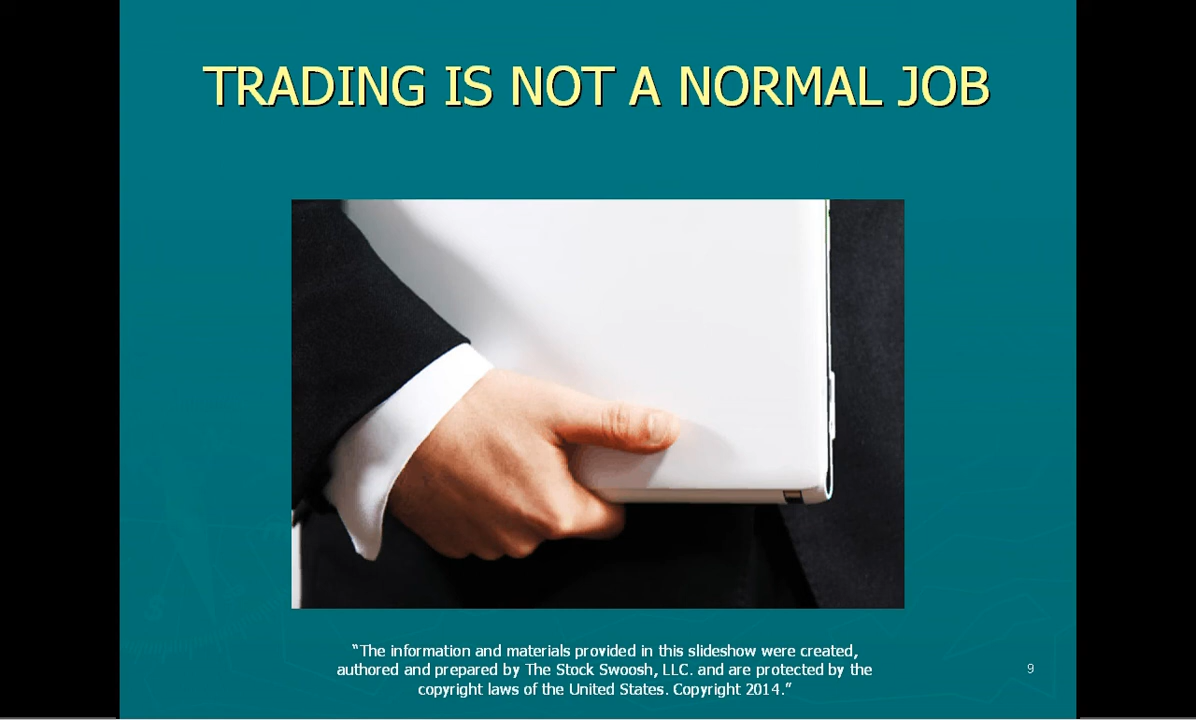 TRADING IS NOT A NORMAL JOB
“The information and materials provided in this slideshow were created,
authored and prepared by The Stock Swoosh, LLC. and are protected by the
copyright laws of the United States. Copyright 2014.”
9